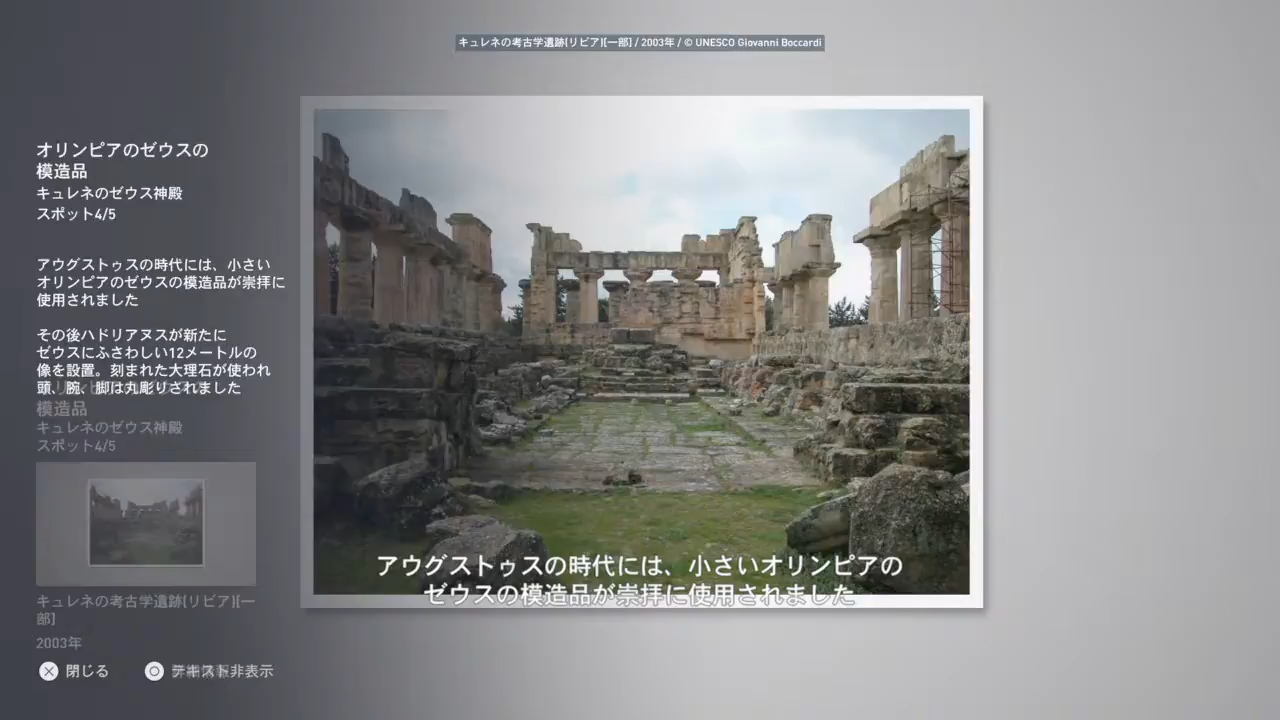 キュレネの考古学遺跡[リビア][一部] / 2003年 / © UNESCO Giovanni Boccardi
オリンピアのゼウスの
模造品
キュレネのゼウス神殿
スポット4/5
アウグストゥスの時代には、小さい
オリンピアのゼウスの模造品が崇拝に
使用されました
その後ハドリアヌスが新たに
ゼウスにふさわしい12メートルの
像を設置。刻まれた大理石が使われ
頭、腕、脚は丸彫りされました
模造品
キュレネのゼウス神殿
スポット4/5
キュレネの考古学遺跡[リビア][一
部]
2003年
閉じる
テキスト非表示
アウグストゥスの時代には、小さいオリンピアの
ゼウスの模造品が崇拝に使用されました